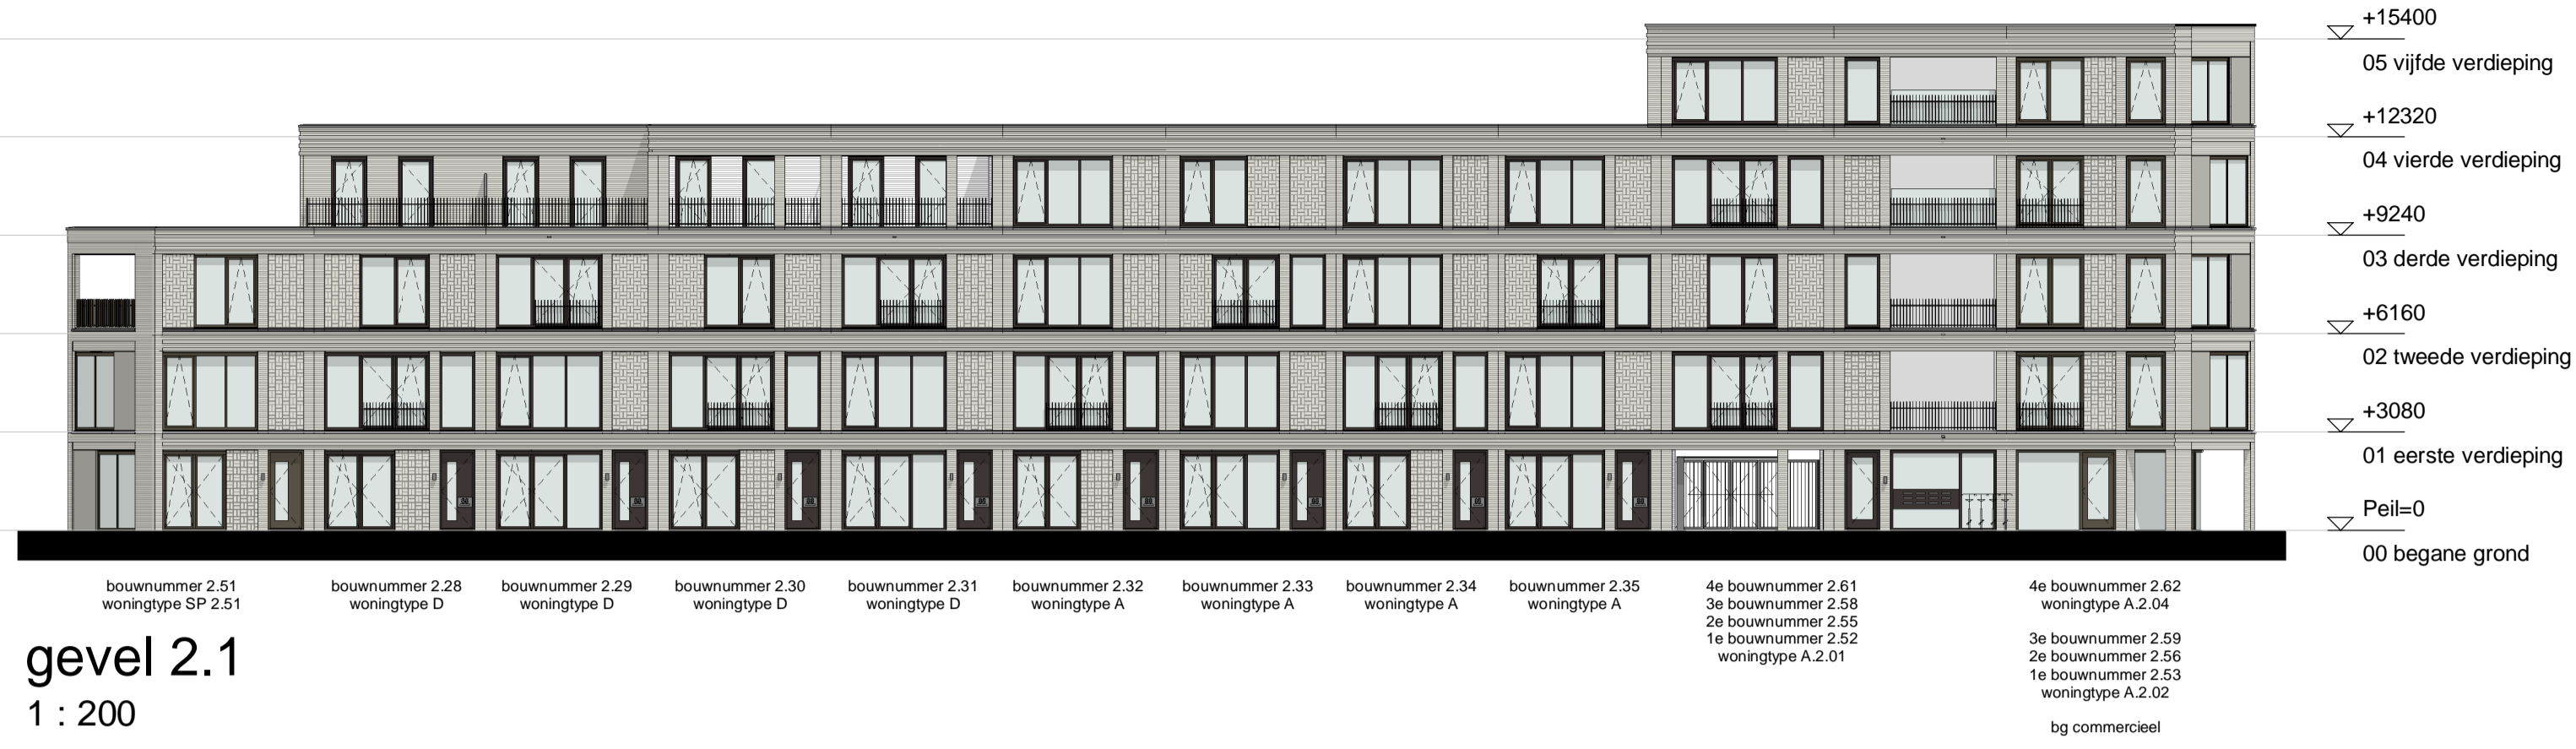 +15400
05 vijfde verdieping
+12320
04 vierde verdieping
+9240
03 derde verdieping
+6160
02 tweede verdieping
+3080
01 eerste verdieping
Peil=0
00 begane grond
bouwnummer 2.51
woningtype SP 2.51
bouwnummer 2.28
woningtype D
bouwnummer 2.29
woningtype D
bouwnummer 2.30
woningtype D
bouwnummer 2.31
woningtype D
bouwnummer 2.32
woningtype A
bouwnummer 2.33
woningtype A
bouwnummer 2.34
woningtype A
bouwnummer 2.35
woningtype A
4e bouwnummer 2.61
3e bouwnummer 2.58
2e bouwnummer 2.55
1e bouwnummer 2.52
woningtype A.2.01
4e bouwnummer 2.62
woningtype A.2.04
3e bouwnummer 2.59
2e bouwnummer 2.56
1e bouwnummer 2.53
woningtype A.2.02
bg commercieel
gevel 2.1
1 : 200